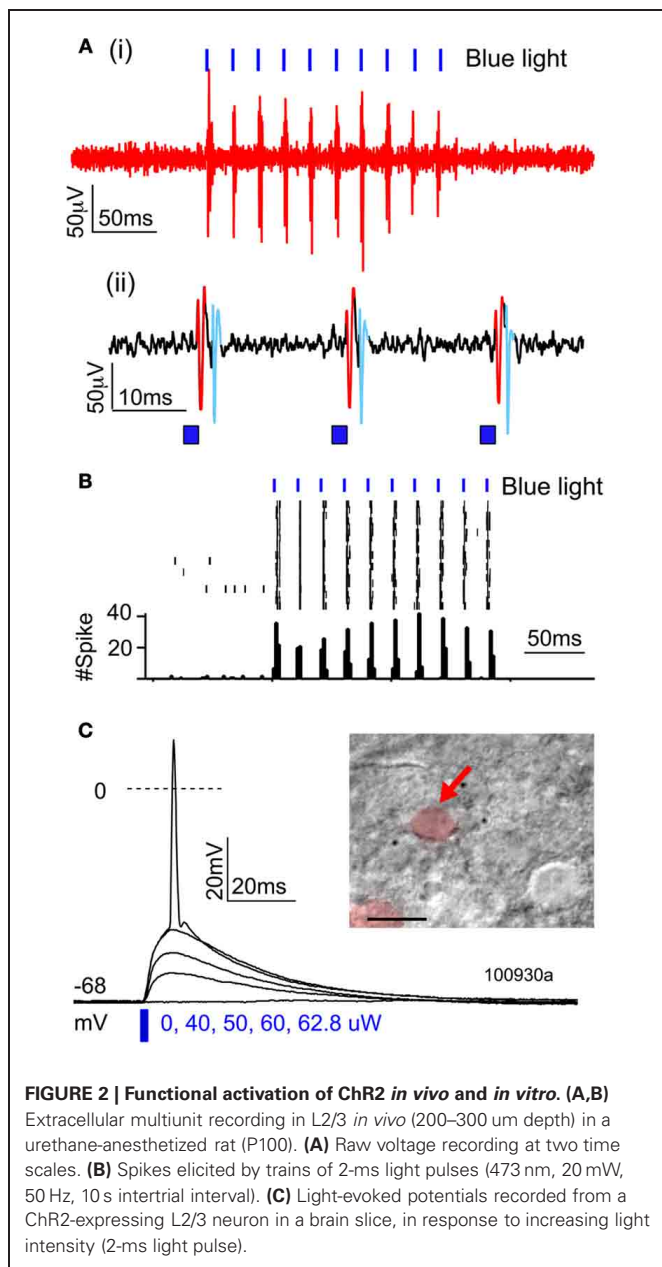 A (i) Blue light
50µV
50ms
(ii)
50µV
10ms
B Blue light
40
20
#Spike
50ms
C
0
20mV
20ms
-68
mV
100930a
0, 40, 50, 60, 62.8 uW
FIGURE 2 | Functional activation of ChR2 in vivo and in vitro. (A,B)
Extracellular multiunit recording in L2/3 in vivo (200–300 um depth) in a
urethane-anesthetized rat (P100). (A) Raw voltage recording at two time
scales. (B) Spikes elicited by trains of 2-ms light pulses (473 nm, 20 mW,
50 Hz, 10 s intertrial interval). (C) Light-evoked potentials recorded from a
ChR2-expressing L2/3 neuron in a brain slice, in response to increasing light
intensity (2-ms light pulse).